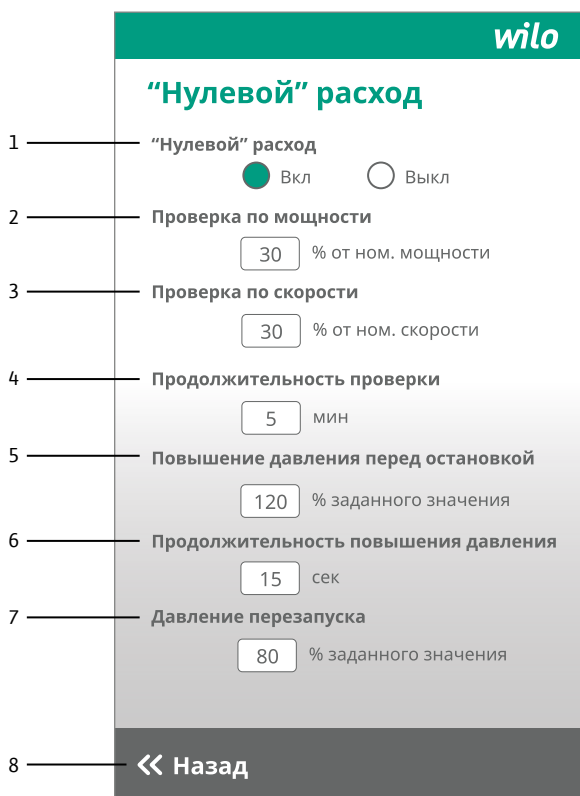 wilo
“Нулевой” расход
1 “Нулевой” расход
Вкл Выкл
2 Проверка по мощности
30 % от ном. мощности
3 Проверка по скорости
30 % от ном. скорости
4 Продолжительность проверки
5 мин
5 Повышение давления перед остановкой
120 % заданного значения
6 Продолжительность повышения давления
15 сек
7 Давление перезапуска
80 % заданного значения
8 Назад